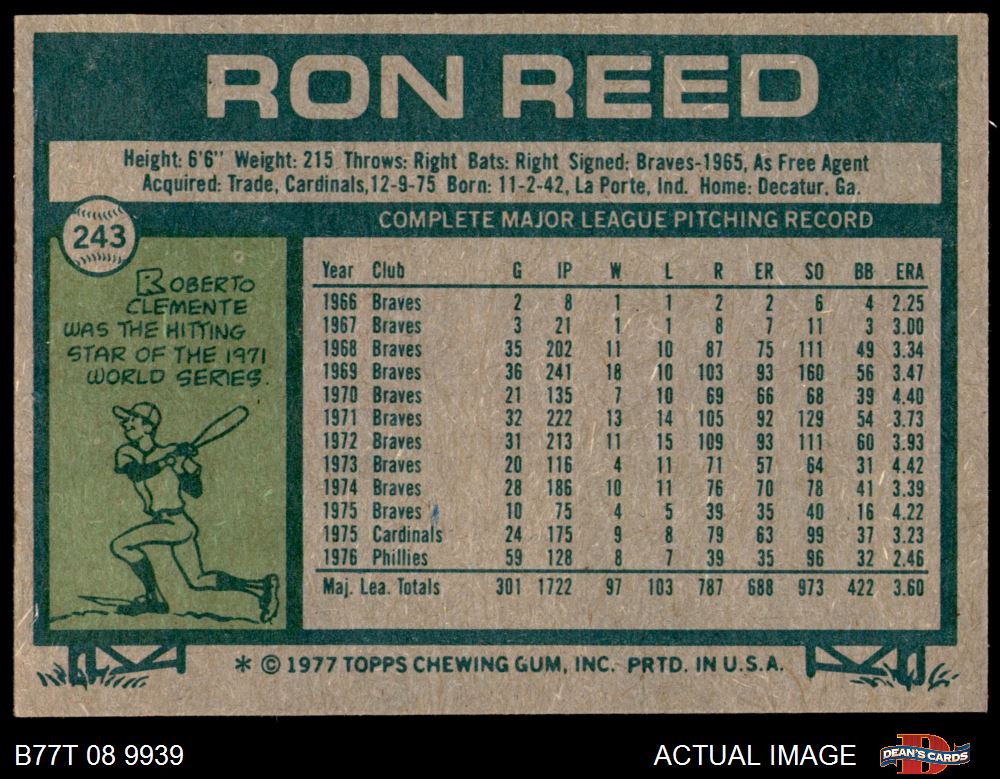 RON REED
Height: 6'6" Weight: 215 Throws: Right Bats: Right Signed: Braves-1965, As Free Agent
Acquired: Trade, Cardinals,12-9-75 Born: 11-2-42, La Porte, Ind. Home: Decatur, Ga.
243
COMPLETE MAJOR LEAGUE PITCHING RECORD
ROBERTO
CLEMENTE
WAS THE HITTING
STAR OF THE 1971
WORLD SERIES.
Year Club G IP W L R ER SO BB ERA
1966 Braves 2 8 1 1 2 2 6 4 2.25
1967 Braves 3 21 1 1 8 7 11 3 3.00
1968 Braves 35 202 11 10 87 75 111 49 3.34
1969 Braves 36 241 18 10 103 93 160 56 3.47
1970 Braves 21 135 7 10 69 66 68 39 4.40
1971 Braves 32 222 13 14 105 92 129 54 3.73
1972 Braves 31 213 11 15 109 93 111 60 3.93
1973 Braves 20 116 4 11 71 57 64 31 4.42
1974 Braves 28 186 10 11 76 70 78 41 3.39
1975 Braves 10 75 4 5 39 35 40 16 4.22
1975 Cardinals 24 175 9 8 79 63 99 37 3.23
1976 Phillies 59 128 8 7 39 35 96 32 2.46
Maj. Lea. Totals 301 1722 97 103 787 688 973 422 3.60
* © 1977 TOPPS CHEWING GUM, INC. PRTD. IN U.S.A.
B77T 08 9939
ACTUAL IMAGE
DEAN'S CARDS